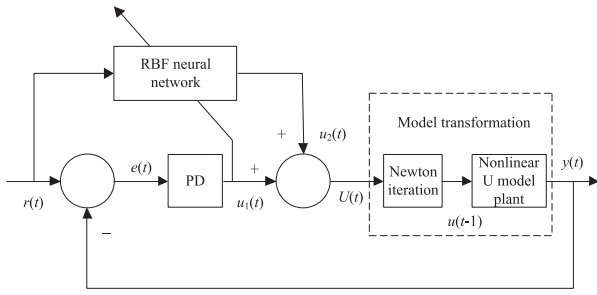 RBF neural
network
+
u2(t)
Model transformation
e(t)
PD
+
Newton
iteration
Nonlinear
U model
plant
y(t)
r(t)
u1(t)
U(t)
u(t-1)
−